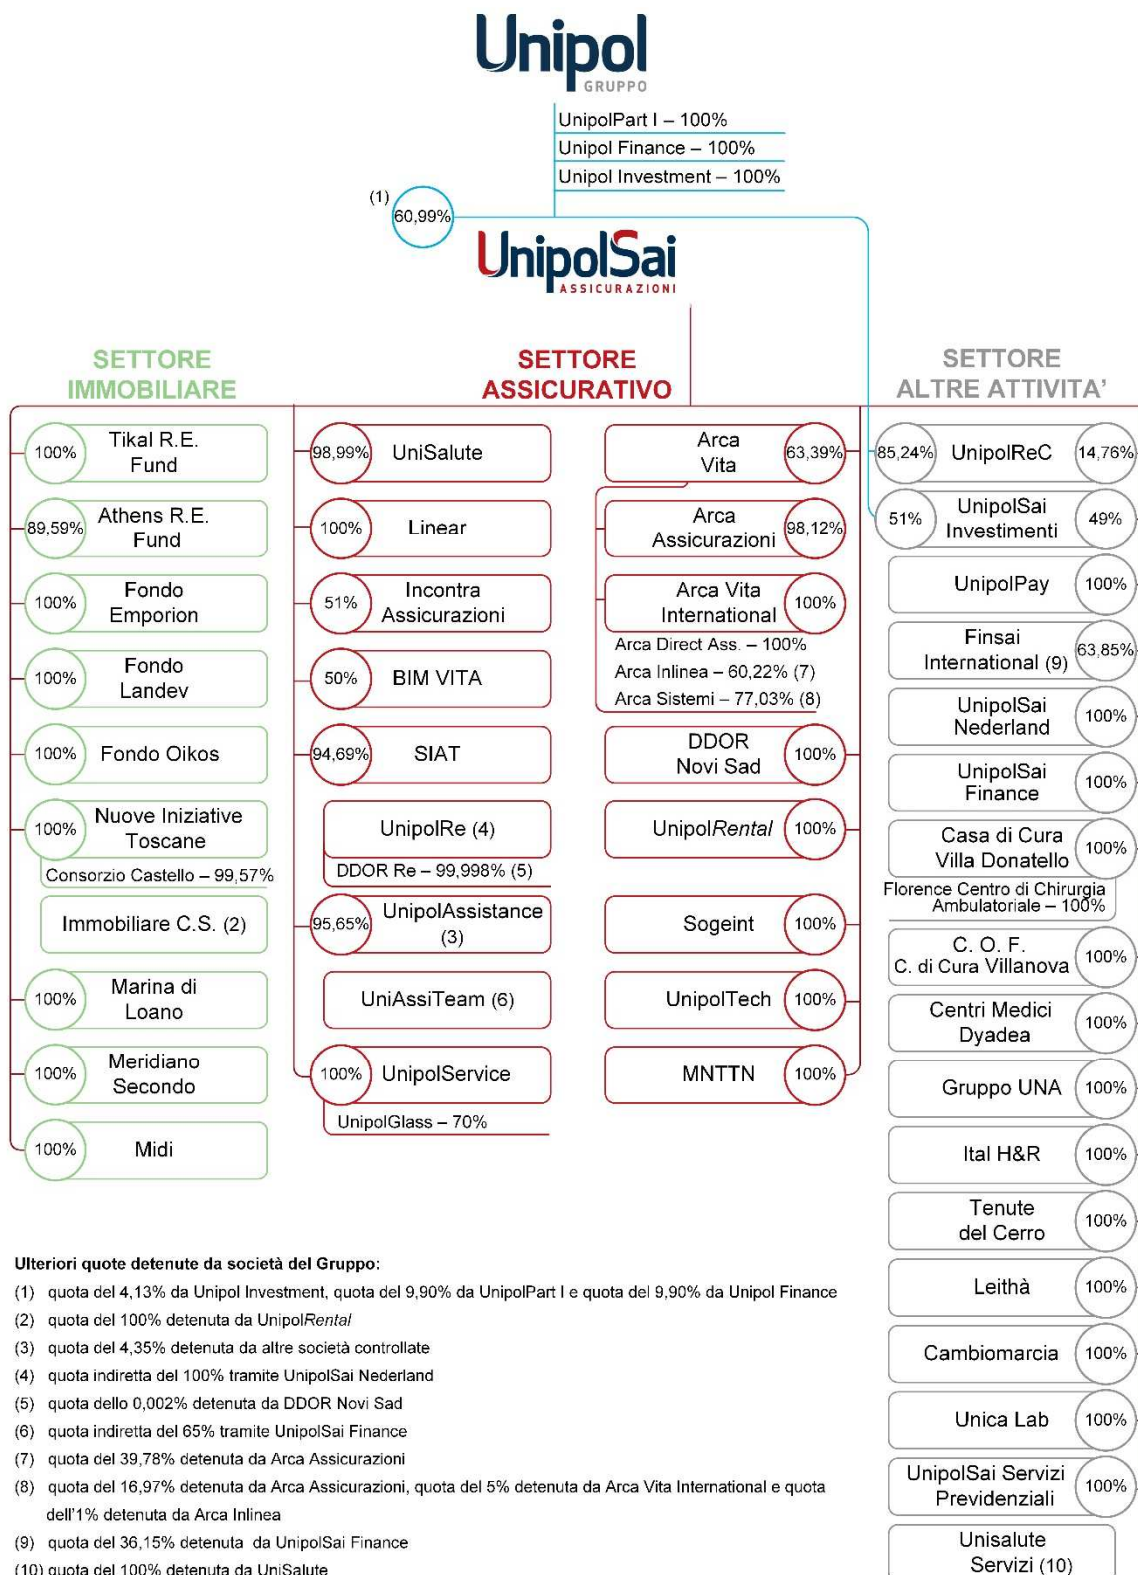 Unipol
GRUPPO
UnipolPart I – 100%
Unipol Finance – 100%
Unipol Investment – 100%
(1)
60,99%
UnipolSai
ASSICURAZIONI
SETTORE
IMMOBILIARE
100%
Tikal R.E.
Fund
89,59%
Athens R.E.
Fund
100%
Fondo
Emporion
100%
Fondo
Landev
100%
Fondo Oikos
100%
Nuove Iniziative
Toscane
Consorzio Castello – 99,57%
Immobiliare C.S. (2)
100%
Marina di
Loano
100%
Meridiano
Secondo
100%
Midi
SETTORE
ASSICURATIVO
98,99%
UniSalute
100%
Linear
51%
Incontra
Assicurazioni
50%
BIM VITA
94,69%
SIAT
UnipolRe (4)
DDOR Re – 99,998% (5)
95,65%
UnipolAssistance
(3)
UniAssiTeam (6)
100%
UnipolService
UnipolGlass – 70%
Arca
Vita
63,39%
Arca
Assicurazioni
98,12%
Arca Vita
International
100%
Arca Direct Ass. – 100%
Arca Inlinea – 60,22% (7)
Arca Sistemi – 77,03% (8)
DDOR
Novi Sad
100%
UnipolRental
100%
Sogeint
100%
UnipolTech
100%
MNTTN
100%
SETTORE
ALTRE ATTIVITA'
85,24%
UnipolReC
14,76%
51%
UnipolSai
Investimenti
49%
UnipolPay
100%
Finsai
International (9)
63,85%
UnipolSai
Nederland
100%
UnipolSai
Finance
100%
Casa di Cura
Villa Donatello
100%
Florence Centro di Chirurgia
Ambulatoriale – 100%
C. O. F.
C. di Cura Villanova
100%
Centri Medici
Dyadea
100%
Gruppo UNA
100%
Ital H&R
100%
Tenute
del Cerro
100%
Leithà
100%
Cambiomarcia
100%
Unica Lab
100%
UnipolSai Servizi
Previdenziali
100%
Unisalute
Servizi (10)
Ulteriori quote detenute da società del Gruppo:
(1) quota del 4,13% da Unipol Investment, quota del 9,90% da UnipolPart I e quota del 9,90% da Unipol Finance
(2) quota del 100% detenuta da UnipolRental
(3) quota del 4,35% detenuta da altre società controllate
(4) quota indiretta del 100% tramite UnipolSai Nederland
(5) quota dello 0,002% detenuta da DDOR Novi Sad
(6) quota indiretta del 65% tramite UnipolSai Finance
(7) quota del 39,78% detenuta da Arca Assicurazioni
(8) quota del 16,97% detenuta da Arca Assicurazioni, quota del 5% detenuta da Arca Vita International e quota
dell'1% detenuta da Arca Inlinea
(9) quota del 36,15% detenuta da UnipolSai Finance
(10) quota del 100% detenuta da UniSalute